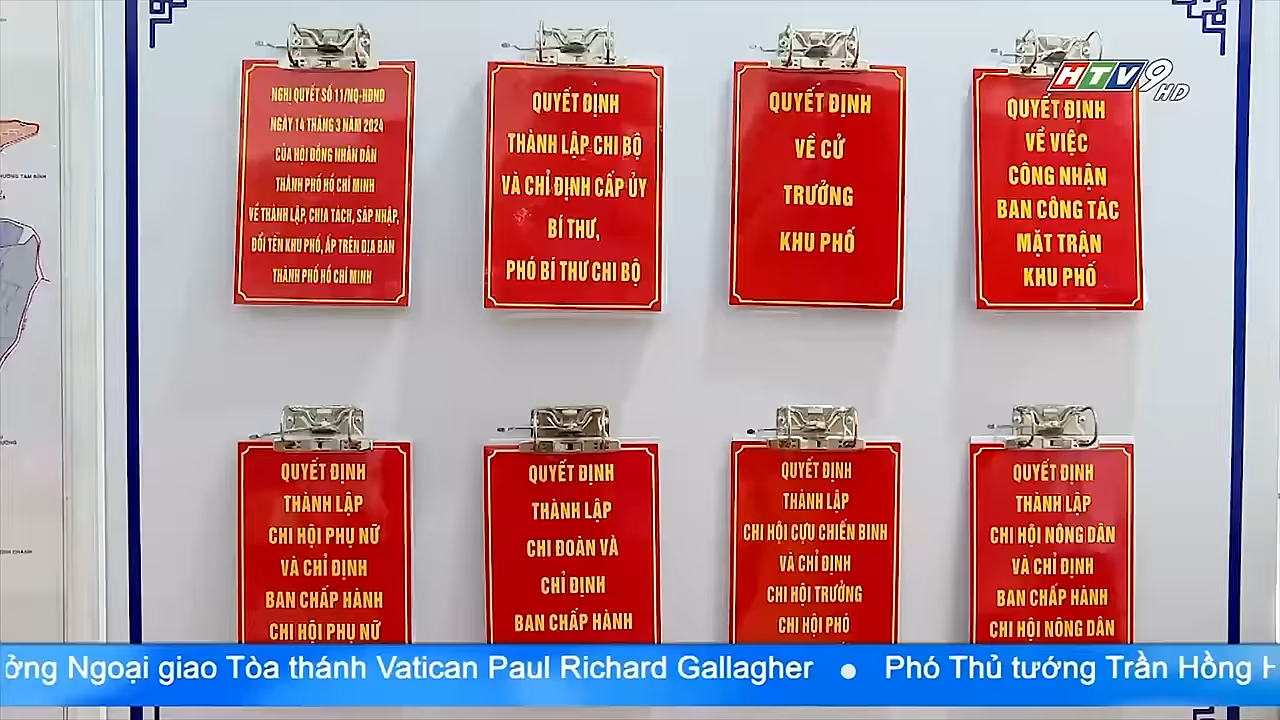 HTV9 HD
NGHỊ QUYẾT SỐ 11/NQ-HĐND
NGÀY 14 THÁNG 3 NĂM 2024
CỦA HỘI ĐỒNG NHÂN DÂN
THÀNH PHỐ HỒ CHÍ MINH
VỀ THÀNH LẬP, CHIA TÁCH, SÁP NHẬP,
ĐỔI TÊN KHU PHỐ, ẤP TRÊN ĐỊA BÀN
THÀNH PHỐ HỒ CHÍ MINH
QUYẾT ĐỊNH
THÀNH LẬP CHI BỘ
VÀ CHỈ ĐỊNH CẤP ỦY
BÍ THƯ,
PHÓ BÍ THƯ CHI BỘ
QUYẾT ĐỊNH
VỀ CỬ
TRƯỞNG
KHU PHỐ
QUYẾT ĐỊNH
VỀ VIỆC
CÔNG NHẬN
BAN CÔNG TÁC
MẶT TRẬN
KHU PHỐ
QUYẾT ĐỊNH
THÀNH LẬP
CHI HỘI PHỤ NỮ
VÀ CHỈ ĐỊNH
BAN CHẤP HÀNH
CHI HỘI PHỤ NỮ
QUYẾT ĐỊNH
THÀNH LẬP
CHI ĐOÀN VÀ
CHỈ ĐỊNH
BAN CHẤP HÀNH
QUYẾT ĐỊNH
THÀNH LẬP
CHI HỘI CỰU CHIẾN BINH
VÀ CHỈ ĐỊNH
CHI HỘI TRƯỞNG
CHI HỘI PHÓ
QUYẾT ĐỊNH
THÀNH LẬP
CHI HỘI NÔNG DÂN
VÀ CHỈ ĐỊNH
BAN CHẤP HÀNH
CHI HỘI NÔNG DÂN
ởng Ngoại giao Tòa thánh Vatican Paul Richard Gallagher ● Phó Thủ tướng Trần Hồng H